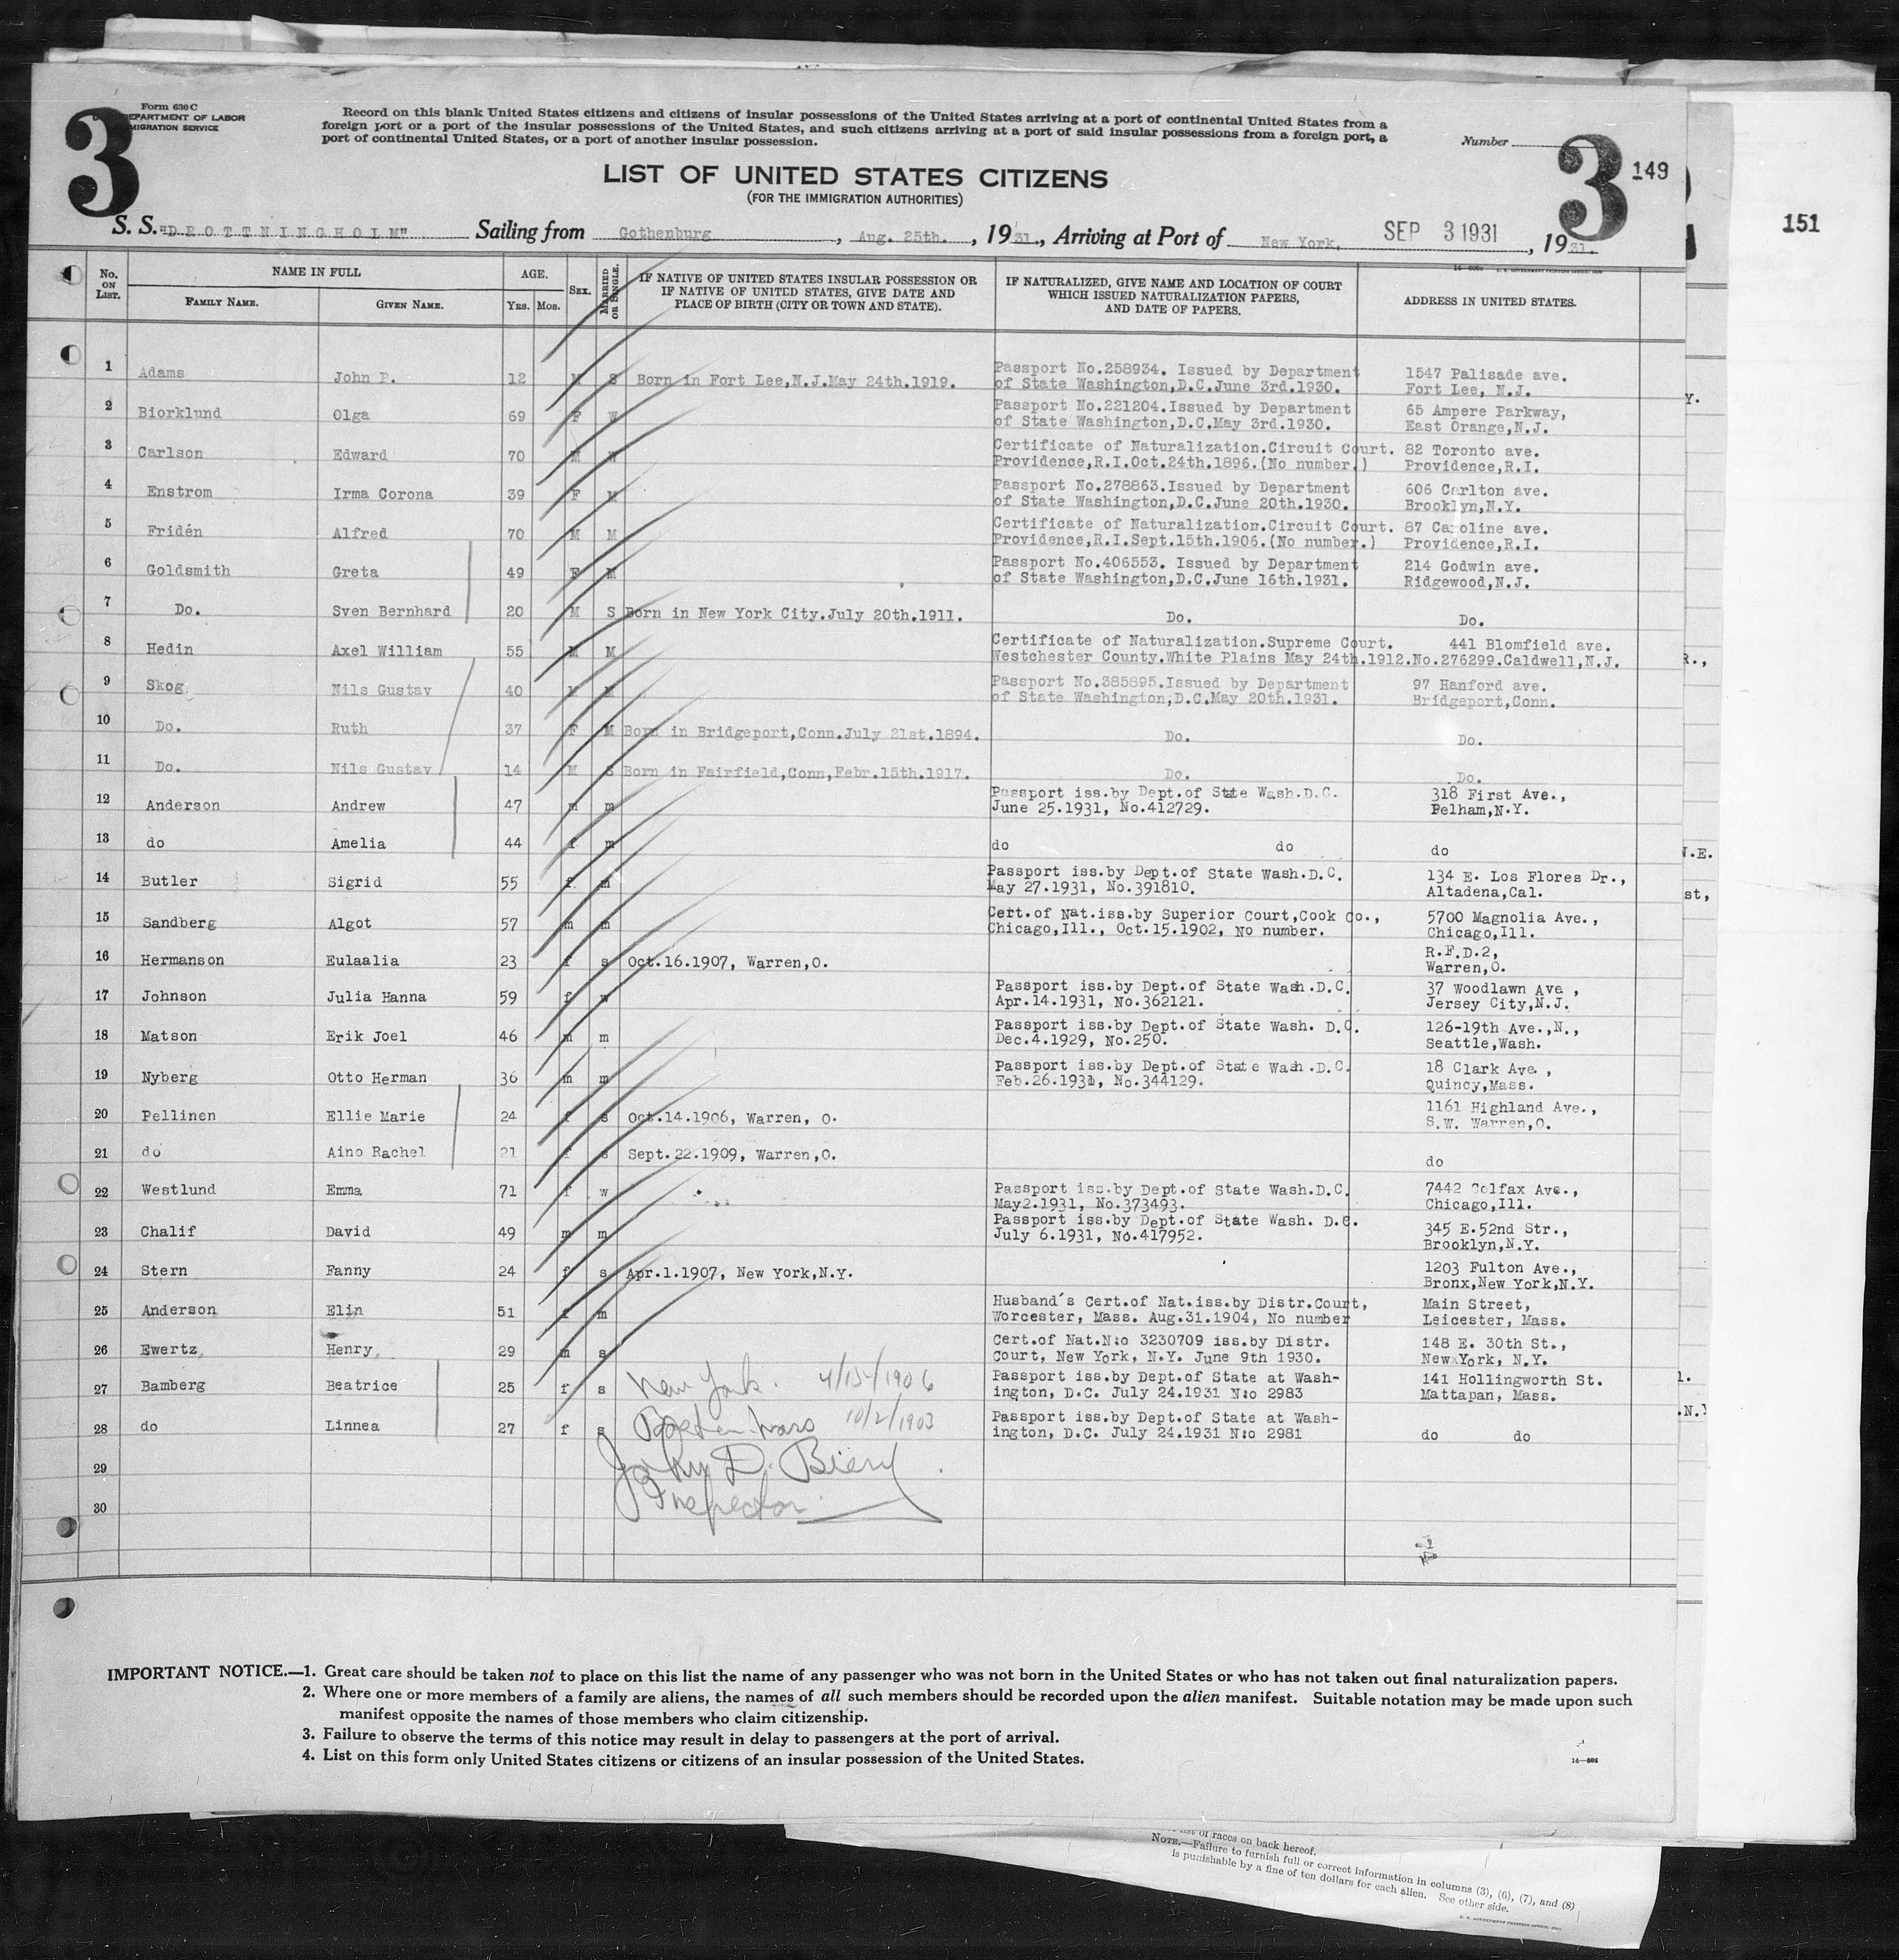 Form 630 C
DEPARTMENT OF LABOR
MIGRATION SERVICE
3
Record on this blank United States citizens and citizens of insular possessions of the United States arriving at a port of continental United States from a
foreign port or a port of the insular possessions of the United States, and such citizens arriving at a port of said insular possessions from a foreign port, a
port of continental United States, or a port of another insular possession.
Number
3
149
151
LIST OF UNITED STATES CITIZENS
(FOR THE IMMIGRATION AUTHORITIES)
S. S. "DROTTNINGHOLM" Sailing from Gothenburg, Aug. 25th., 1931., Arriving at Port of New York, SEP 3 1931, 1931.
No. ON LIST. NAME IN FULL FAMILY NAME. GIVEN NAME. AGE. Yrs. Mos. SEX. MARRIED OR SINGLE. IF NATIVE OF UNITED STATES INSULAR POSSESSION OR IF NATIVE OF UNITED STATES, GIVE DATE AND PLACE OF BIRTH (CITY OR TOWN AND STATE). IF NATURALIZED, GIVE NAME AND LOCATION OF COURT WHICH ISSUED NATURALIZATION PAPERS, AND DATE OF PAPERS. ADDRESS IN UNITED STATES.
1 Adams John P. 12 M S Born in Fort Lee,N.J.May 24th.1919. Passport No.258934. Issued by Department of State Washington,D.C.June 3rd.1930. 1547 Palisade ave. Fort Lee, N.J.
2 Biorklund Olga 69 F W Passport No.221204.Issued by Department of State Washington,D.C.May 3rd.1930. 65 Ampere Parkway, East Orange,N.J.
3 Carlson Edward 70 M W Certificate of Naturalization.Circuit Court. Providence,R.I.Oct.24th.1896.(No number.) 82 Toronto ave. Providence,R.I.
4 Enstrom Irma Corona 39 F M Passport No.278863.Issued by Department of State Washington,D.C.June 20th.1930. 606 Carlton ave. Brooklyn,N.Y.
5 Fridén Alfred 70 M M Certificate of Naturalization.Circuit Court. Providence,R.I.Sept.15th.1906.(No number.) 87 Caroline ave. Providence,R.I.
6 Goldsmith Greta 49 F M Passport No.406553. Issued by Department of State Washington,D.C.June 16th.1931. 214 Godwin ave. Ridgewood,N.J.
7 Do. Sven Bernhard 20 M S Born in New York City.July 20th.1911. Do. Do.
8 Hedin Axel William 55 M M Certificate of Naturalization.Supreme Court. Westchester County.White Plains May 24th.1912.No.276299. 441 Blomfield ave. Caldwell,N.J.
9 Skog Nils Gustav 40 M M Passport No.385895.Issued by Department of State Washington,D.C.May 20th.1931. 97 Hanford ave. Bridgeport,Conn.
10 Do. Ruth 37 F M Born in Bridgeport,Conn.July 21st.1894. Do. Do.
11 Do. Nils Gustav 14 M S Born in Fairfield,Conn,Febr.15th.1917. Do. Do.
12 Anderson Andrew 47 m m Passport iss.by Dept.of State Wash.D.C. June 25.1931, No.412729. 318 First Ave., Pelham,N.Y.
13 do Amelia 44 f m do do do
14 Butler Sigrid 55 f m Passport iss.by Dept.of State Wash.D.C. May 27.1931, No.391810. 134 E. Los Flores Dr., Altadena,Cal.
15 Sandberg Algot 57 m m Cert.of Nat.iss.by Superior Court,Cook Co., Chicago,Ill., Oct.15.1902, No number. 5700 Magnolia Ave., Chicago,Ill.
16 Hermanson Eulaalia 23 f s Oct.16.1907, Warren,O. R.F.D.2, Warren,O.
17 Johnson Julia Hanna 59 f w Passport iss.by Dept.of State Wash.D.C. Apr.14.1931, No.362121. 37 Woodlawn Ave , Jersey City,N.J.
18 Matson Erik Joel 46 m m Passport iss.by Dept.of State Wash. D.C. Dec.4.1929, No.250. 126-19th Ave.,N., Seattle,Wash.
19 Nyberg Otto Herman 36 m m Passport iss.by Dept.of State Wash.D.C. Feb.26.1931, No.344129. 18 Clark Ave., Quincy,Mass.
20 Pellinen Ellie Marie 24 f s Oct.14.1906, Warren, O. 1161 Highland Ave., S.W. Warren,O.
21 do Aino Rachel 21 f s Sept.22.1909, Warren,O. do
22 Westlund Emma 71 f w Passport iss.by Dept.of State Wash.D.C. May2.1931, No.373493. 7442 Colfax Ave., Chicago,Ill.
23 Chalif David 49 m m Passport iss.by Dept.of State Wash. D.C. July 6.1931, No.417952. 345 E.52nd Str., Brooklyn,N.Y.
24 Stern Fanny 24 f s Apr.1.1907, New York,N.Y. 1203 Fulton Ave., Bronx,New York,N.Y.
25 Anderson Elin 51 f m Husband's Cert.of Nat.iss.by Distr.Court, Worcester, Mass. Aug.31.1904, No number Main Street, Leicester, Mass.
26 Ewertz Henry 29 m s Cert.of Nat.N:o 3230709 iss.by Distr. Court, New York, N.Y. June 9th 1930. 148 E. 30th St., New York, N.Y.
27 Bamberg Beatrice 25 f s New York. 4/15/1906 Passport iss.by Dept.of State at Washington, D.C. July 24.1931 N:o 2983 141 Hollingworth St. Mattapan, Mass.
28 do Linnea 27 f s Boston Mass 10/2/1903 Passport iss.by Dept.of State at Washington, D.C. July 24.1931 N:o 2981 do do
29 John D.
30 Inspector
IMPORTANT NOTICE.—1. Great care should be taken not to place on this list the name of any passenger who was not born in the United States or who has not taken out final naturalization papers.
2. Where one or more members of a family are aliens, the names of all such members should be recorded upon the alien manifest. Suitable notation may be made upon such
manifest opposite the names of those members who claim citizenship.
3. Failure to observe the terms of this notice may result in delay to passengers at the port of arrival.
4. List on this form only United States citizens or citizens of an insular possession of the United States.
of races on back hereof.
NOTE.—Failure to furnish full or correct information in columns (3), (6), (7), and (8)
is punishable by a fine of ten dollars for each alien. See other side.